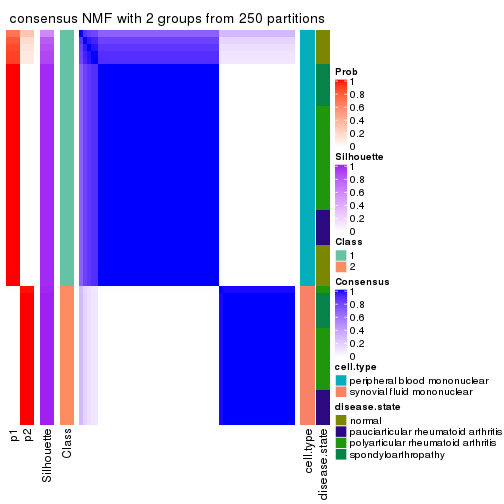 consensus NMF with 2 groups from 250 partitions
Prob
1
0.8
0.6
0.4
0.2
0
Silhouette
1
0.8
0.6
0.4
0.2
0
Class
1
2
Consensus
1
0.8
0.6
0.4
0.2
0
cell.type
peripheral blood mononuclear
synovial fluid mononuclear
disease.state
normal
pauciarticular rheumatoid arthritis
polyarticular rheumatoid arthritis
spondyloarthropathy
p1
p2
Silhouette
Class
cell.type
disease.state